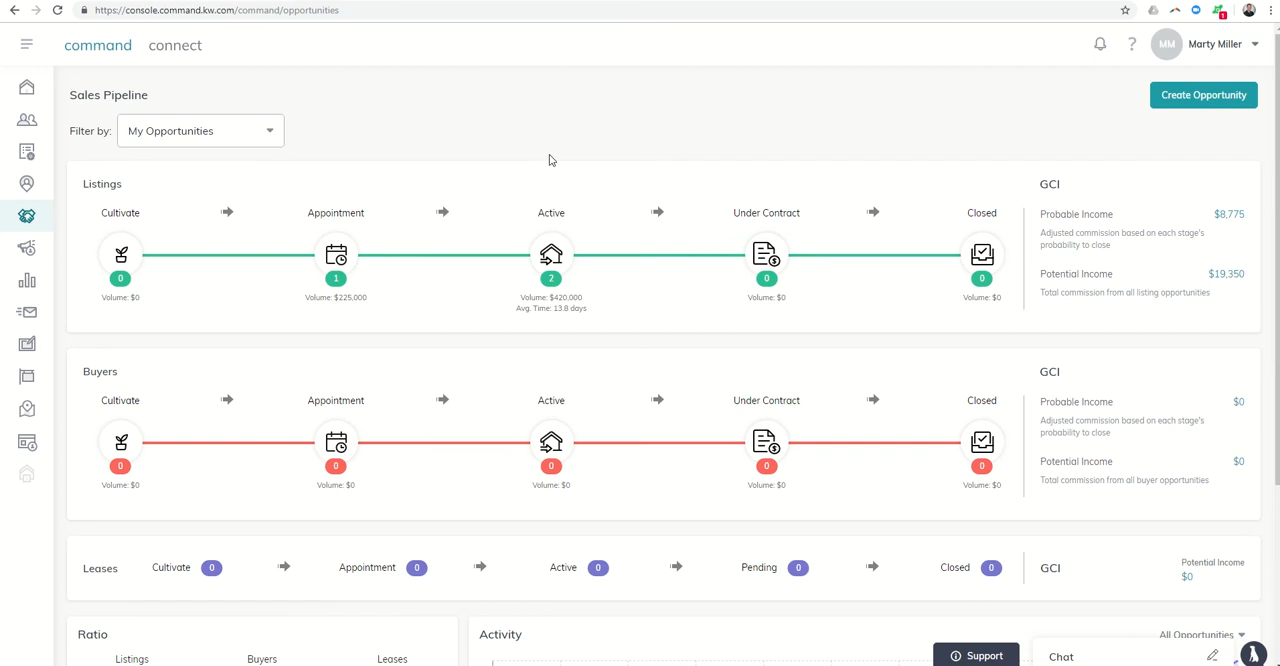 https://console.command.kw.com/command/opportunities
1
command connect
? MM Marty Miller
Sales Pipeline
Create Opportunity
Filter by: My Opportunities
Listings
Cultivate Appointment Active Under Contract Closed
0 1 2 0 0
Volume: $0 Volume: $225,000 Volume: $420,000 Volume: $0 Volume: $0
Avg. Time: 13.8 days
GCI
Probable Income $8,775
Adjusted commission based on each stage's
probability to close
Potential Income $19,350
Total commission from all listing opportunities
Buyers
Cultivate Appointment Active Under Contract Closed
0 0 0 0 0
Volume: $0 Volume: $0 Volume: $0 Volume: $0 Volume: $0
GCI
Probable Income $0
Adjusted commission based on each stage's
probability to close
Potential Income $0
Total commission from all buyer opportunities
Leases Cultivate 0 Appointment 0 Active 0 Pending 0 Closed 0 GCI
Potential Income
$0
Ratio
Listings Buyers Leases
Activity
All Opportunities
Support
Chat